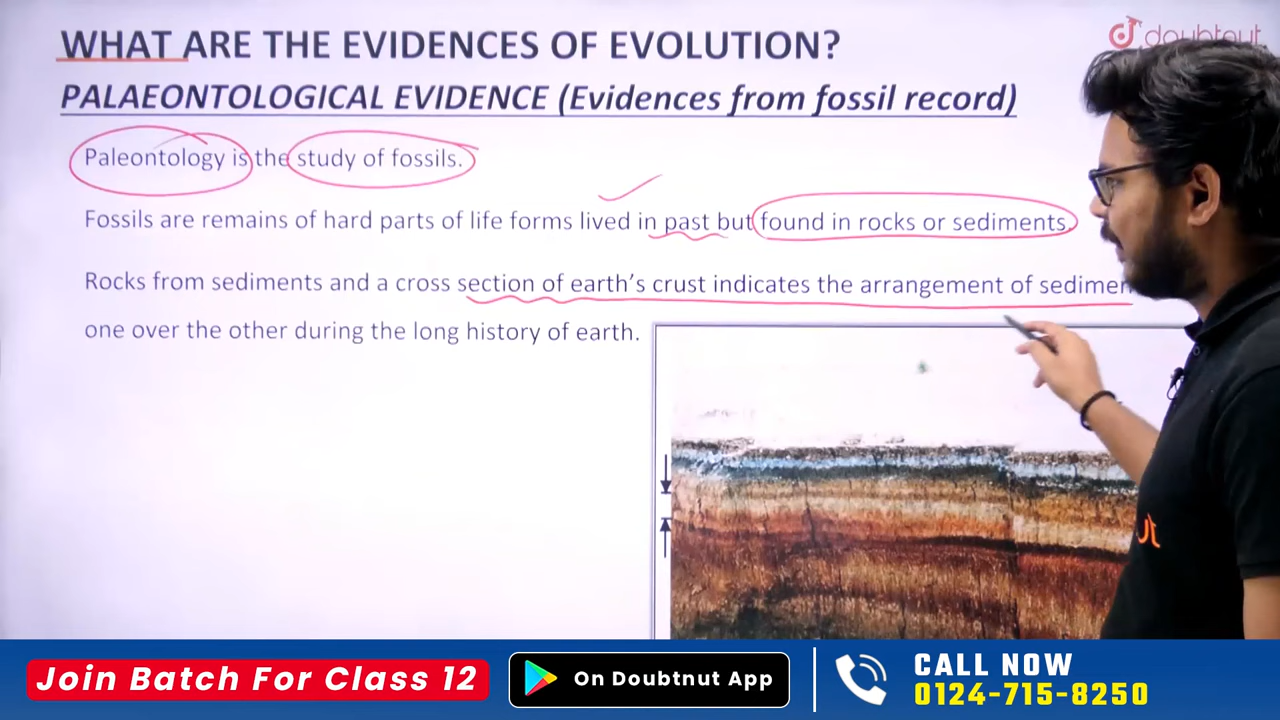 WHAT ARE THE EVIDENCES OF EVOLUTION?
doubtnut
PALAEONTOLOGICAL EVIDENCE (Evidences from fossil record)
Paleontology is the study of fossils.
Fossils are remains of hard parts of life forms lived in past but found in rocks or sediments.
Rocks from sediments and a cross section of earth's crust indicates the arrangement of
one over the other during the long history of earth.
Join Batch For Class 12
On Doubtnut App
CALL NOW
0124-715-8250